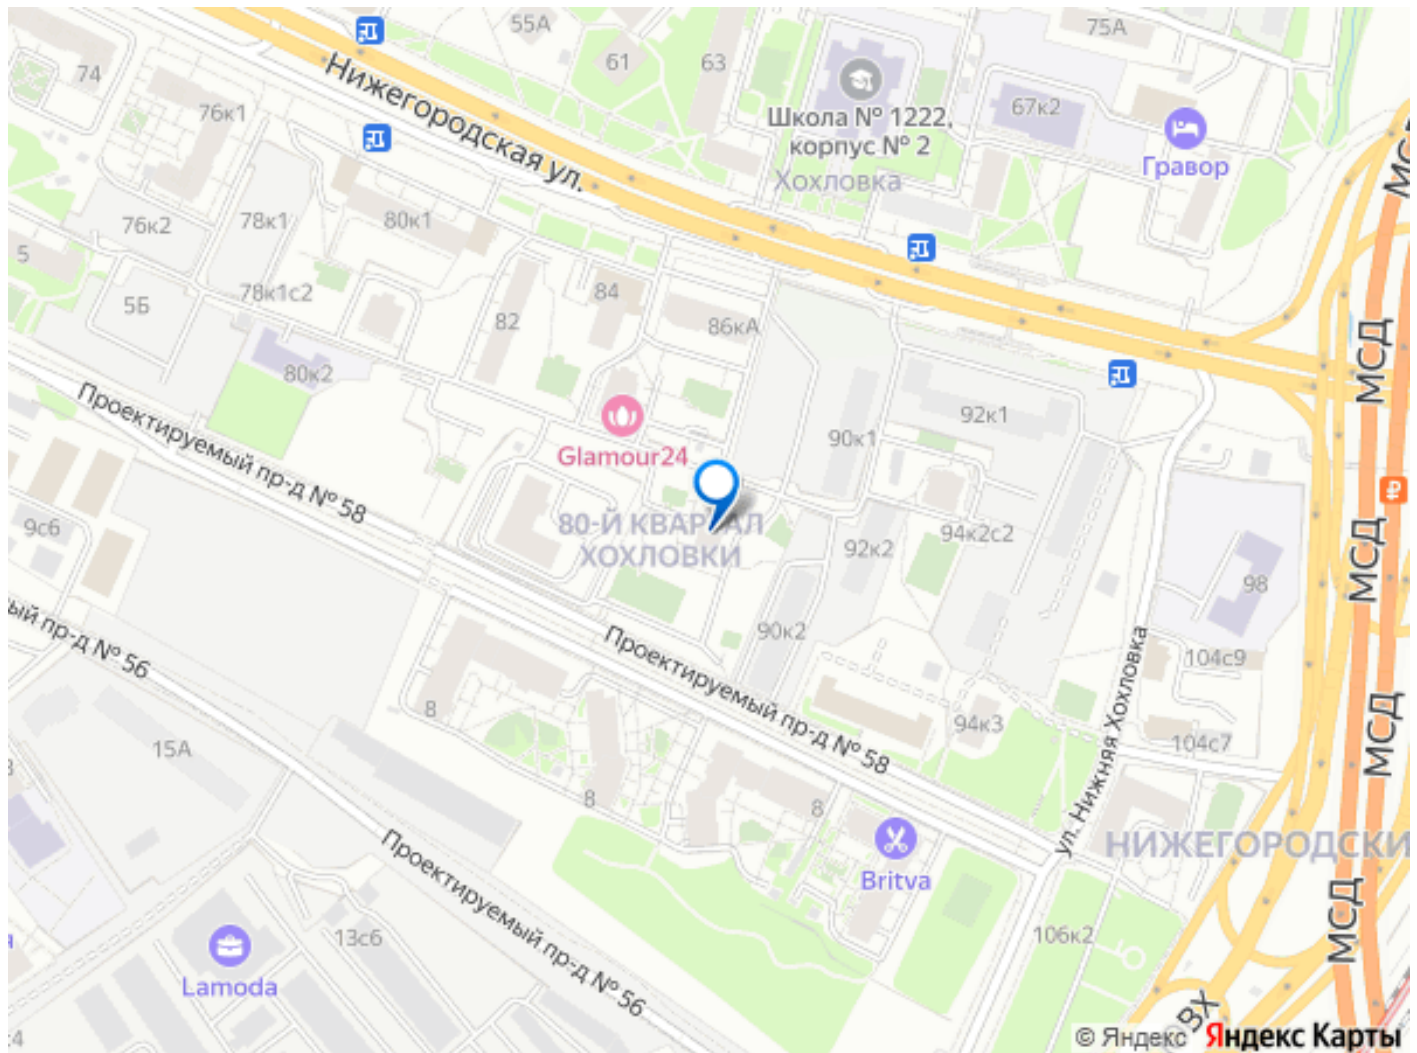 55А
75А
Нижегородская ул.
61
63
74
76к1
67к2
Школа № 1222,
корпус № 2
Хохловка
Гравор
МСД
76к2
78к1
80к1
5
78к1с2
84
5Б
82
86кА
МСД
80к2
Проектируемый пр-д № 58
92к1
90к1
Glamour24
80-Й КВАРТАЛ
ХОХЛОВКИ
9с6
94к2с2
92к2
МСД
98
90к2
Проектируемый пр-д № 58
ый пр-д № 56
ул. Нижняя Хохловка
104с9
8
94к3
104с7
МСД
15А
8
8
НИЖЕГОРОДСКИ
Проектируемый пр-д № 56
Britva
МСД
13с6
106к2
Lamoda
ВХ
:4
© Яндекс Яндекс Карты